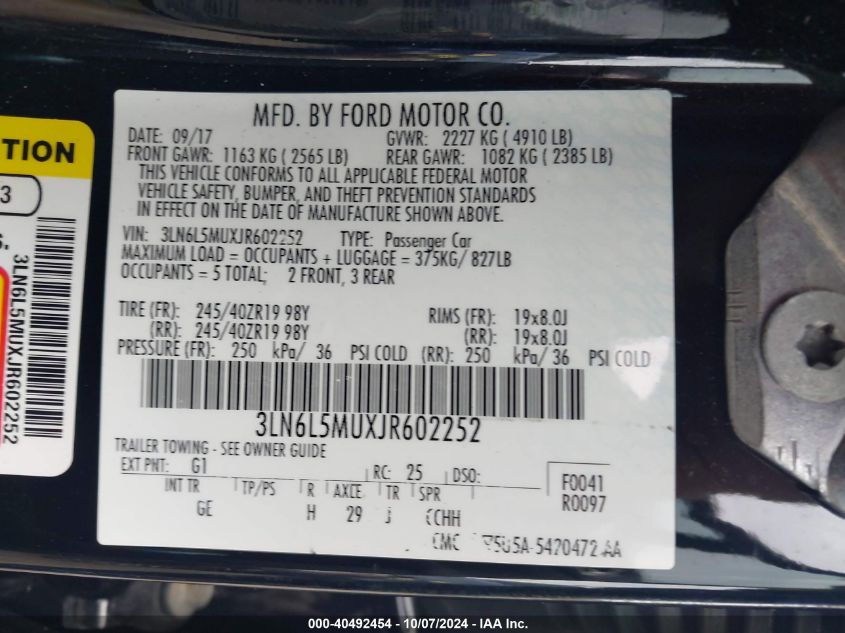 MFD. BY FORD MOTOR CO.
DATE: 09/17 GVWR: 2227 KG ( 4910 LB)
FRONT GAWR: 1163 KG ( 2565 LB) REAR GAWR: 1082 KG ( 2385 LB)
THIS VEHICLE CONFORMS TO ALL APPLICABLE FEDERAL MOTOR
VEHICLE SAFETY, BUMPER, AND THEFT PREVENTION STANDARDS
IN EFFECT ON THE DATE OF MANUFACTURE SHOWN ABOVE.
VIN: 3LN6L5MUXJR602252 TYPE: Passenger Car
MAXIMUM LOAD = OCCUPANTS + LUGGAGE = 375KG/ 827LB
OCCUPANTS = 5 TOTAL; 2 FRONT, 3 REAR
TIRE (FR): 245/40ZR19 98Y RIMS (FR): 19x8.0J
(RR): 245/40ZR19 98Y (RR): 19x8.0J
PRESSURE (FR): 250 kPa/ 36 PSI COLD (RR): 250 kPa/ 36 PSI COLD
3LN6L5MUXJR602252
TRAILER TOWING - SEE OWNER GUIDE
EXT PNT: G1 RC: 25 DSO: F0041
INT TR TP/PS R AXLE TR SPR R0097
GE H 29 J CCHH
5420472
TION
3
3LN6L5MUXJR602252
000-40492454 - 10/07/2024 - IAA Inc.